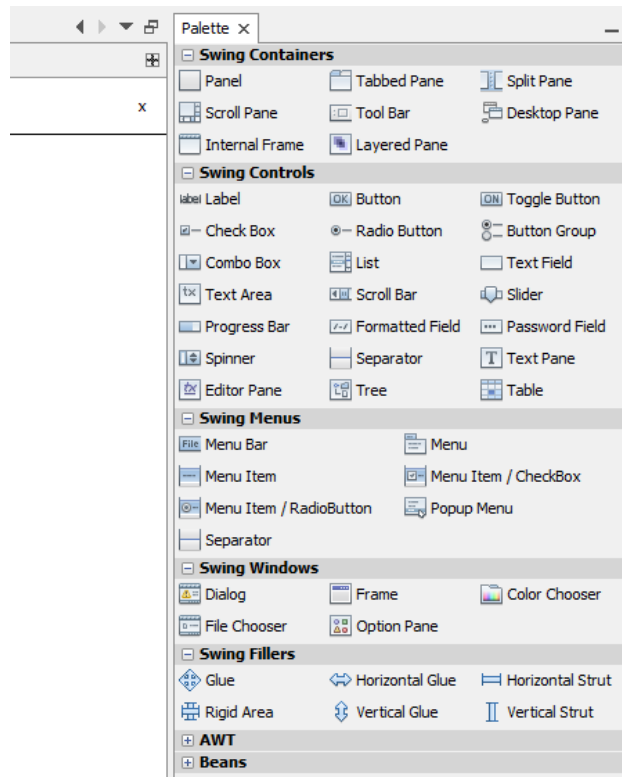 Palette x
Swing Containers
Panel Tabbed Pane Split Pane
x
Scroll Pane Tool Bar Desktop Pane
Internal Frame Layered Pane
Swing Controls
label Label OK Button ON Toggle Button
Check Box Radio Button Button Group
Combo Box List Text Field
tx Text Area Scroll Bar Slider
Progress Bar Formatted Field Password Field
Spinner Separator T Text Pane
tx Editor Pane Tree Table
Swing Menus
File Menu Bar Menu
Menu Item Menu Item / CheckBox
Menu Item / RadioButton Popup Menu
Separator
Swing Windows
Dialog Frame Color Chooser
File Chooser Option Pane
Swing Fillers
Glue Horizontal Glue Horizontal Strut
Rigid Area Vertical Glue Vertical Strut
AWT
Beans